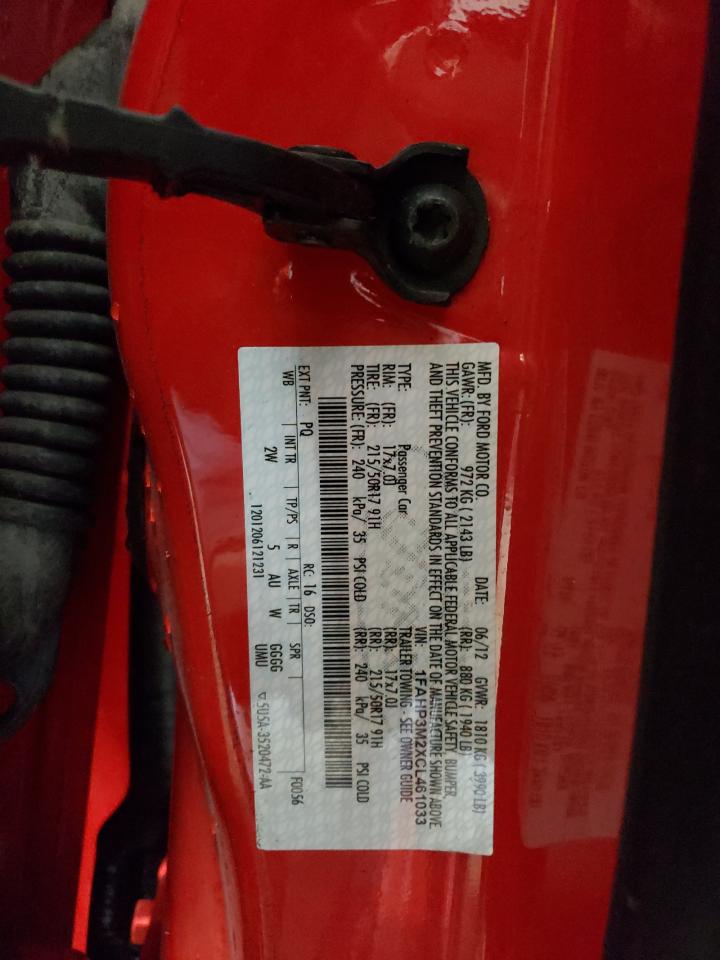 MFD. BY FORD MOTOR CO.
DATE: 06/12 GVWR: 1810 KG ( 3990 LB)
GAWR: (FR): 972 KG ( 2143 LB) (RR): 880 KG ( 1940 LB)
THIS VEHICLE CONFORMS TO ALL APPLICABLE FEDERAL MOTOR VEHICLE SAFETY BUMPER
AND THEFT PREVENTION STANDARDS IN EFFECT ON THE DATE OF MANUFACTURE SHOWN ABOVE
VIN: 1FAHP3M2XCL461033
TYPE: Passenger Car TRAILER TOWING - SEE OWNER GUIDE
RIM: (FR): 17x7.0J (RR): 17x7.0J
TIRE: (FR): 215/50R17 91H (RR): 215/50R17 91H
PRESSURE: (FR): 240 kPa/ 35 PSI COLD (RR): 240 kPa/ 35 PSI COLD
EXT PNT: PQ RC: 16 DSO: F0056
WB INT TR TP/PS R AXLE TR SPR
2W 5 AU W GGGG
1201206121231 UMU ▽5U5A-3520472-AA